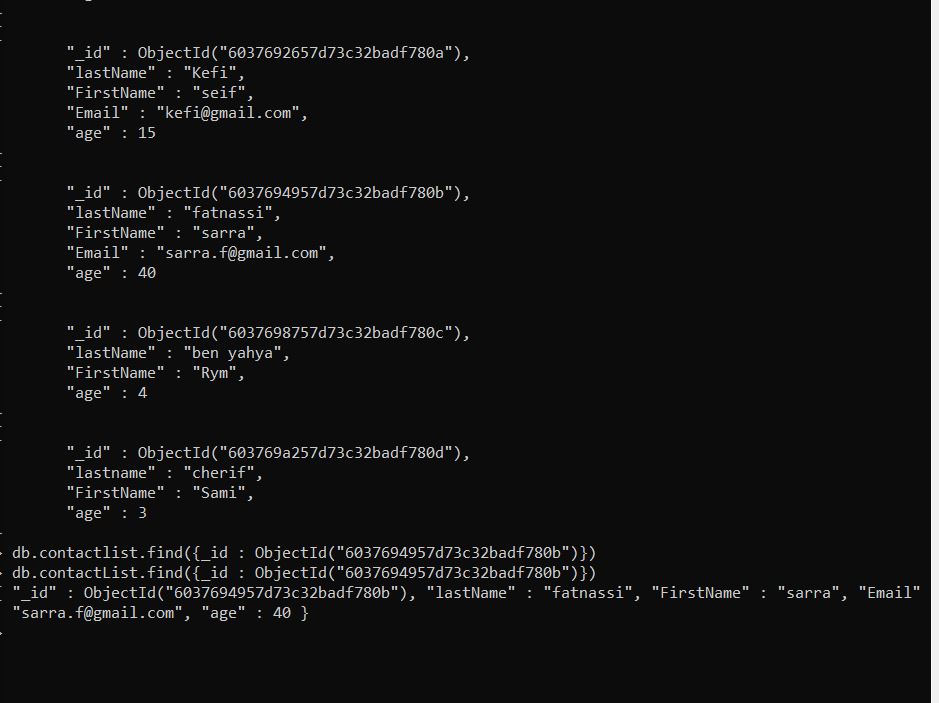 "_id" : ObjectId("6037692657d73c32badf780a"),
"lastName" : "Kefi",
"FirstName" : "seif",
"Email" : "kefi@gmail.com",
"age" : 15
"_id" : ObjectId("6037694957d73c32badf780b"),
"lastName" : "fatnassi",
"FirstName" : "sarra",
"Email" : "sarra.f@gmail.com",
"age" : 40
"_id" : ObjectId("6037698757d73c32badf780c"),
"lastName" : "ben yahya",
"FirstName" : "Rym",
"age" : 4
"_id" : ObjectId("603769a257d73c32badf780d"),
"lastname" : "cherif",
"FirstName" : "Sami",
"age" : 3
db.contactlist.find({_id : ObjectId("6037694957d73c32badf780b")})
db.contactList.find({_id : ObjectId("6037694957d73c32badf780b")})
"_id" : ObjectId("6037694957d73c32badf780b"), "lastName" : "fatnassi", "FirstName" : "sarra", "Email"
"sarra.f@gmail.com", "age" : 40 }